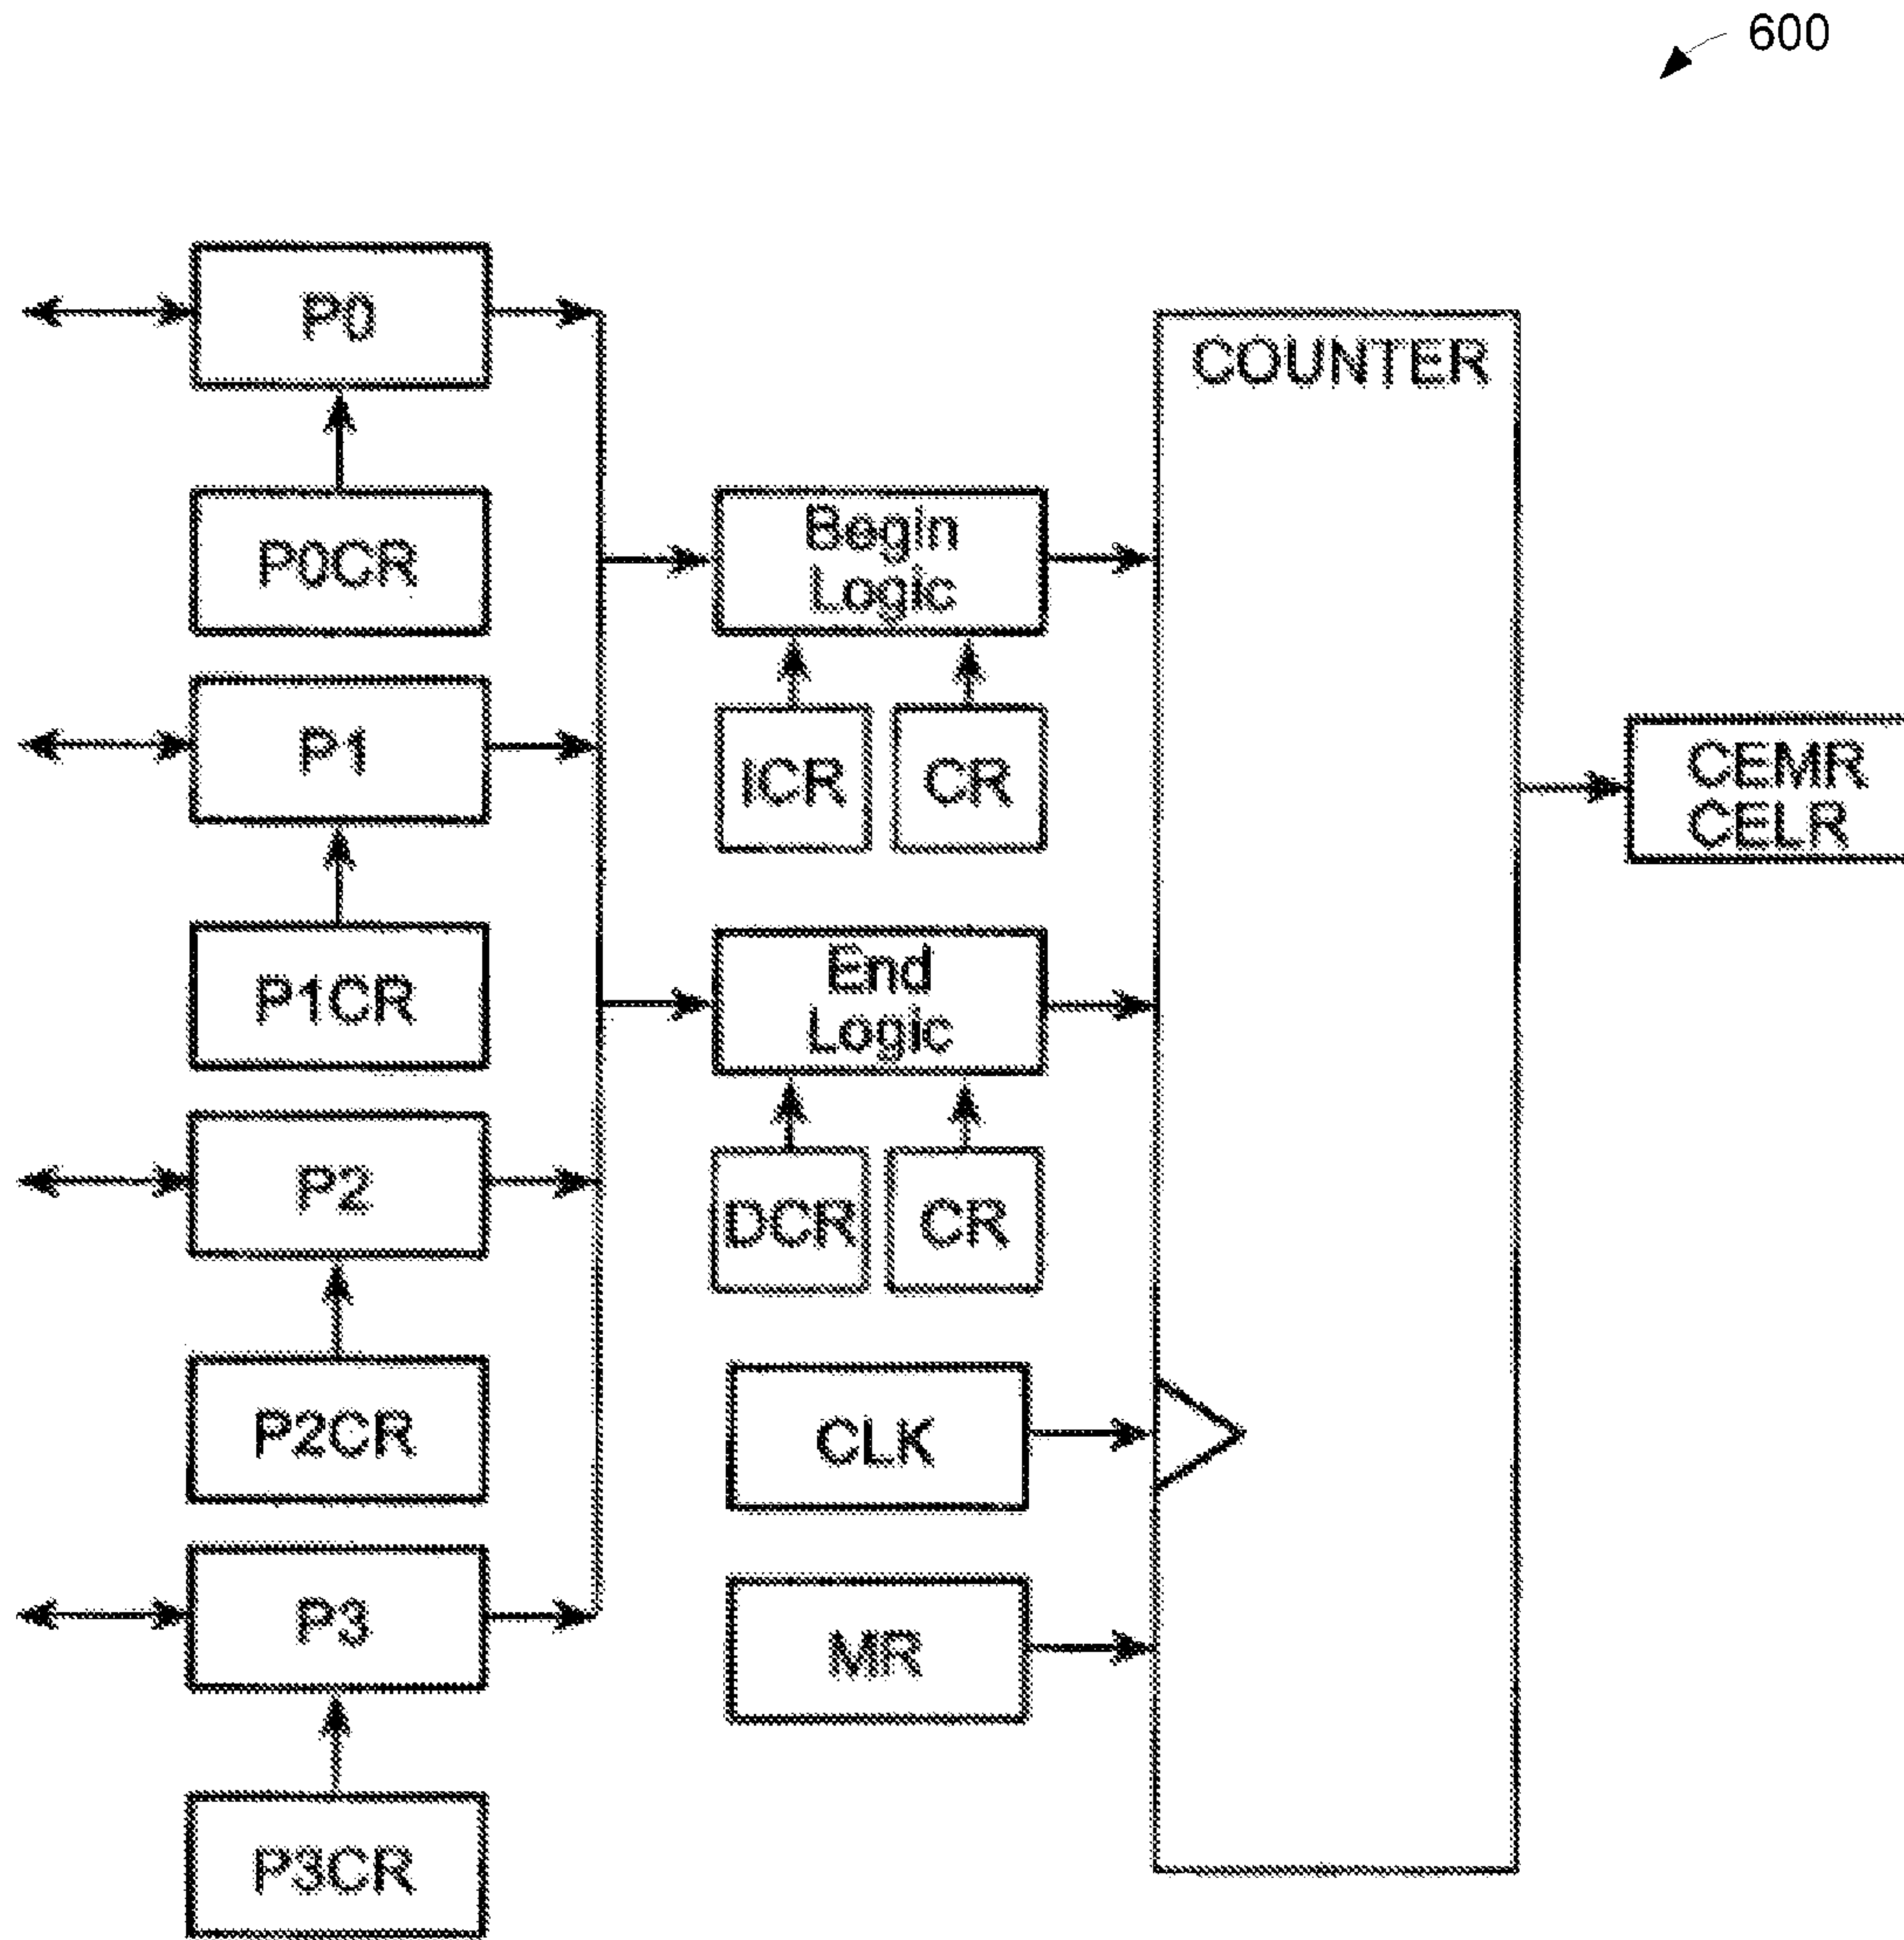 600
P0
P0CR
P1
P1CR
P2
P2CR
P3
P3CR
Begin
Logic
ICR
CR
End
Logic
DCR
CR
CLK
MR
COUNTER
CEMR
CELR